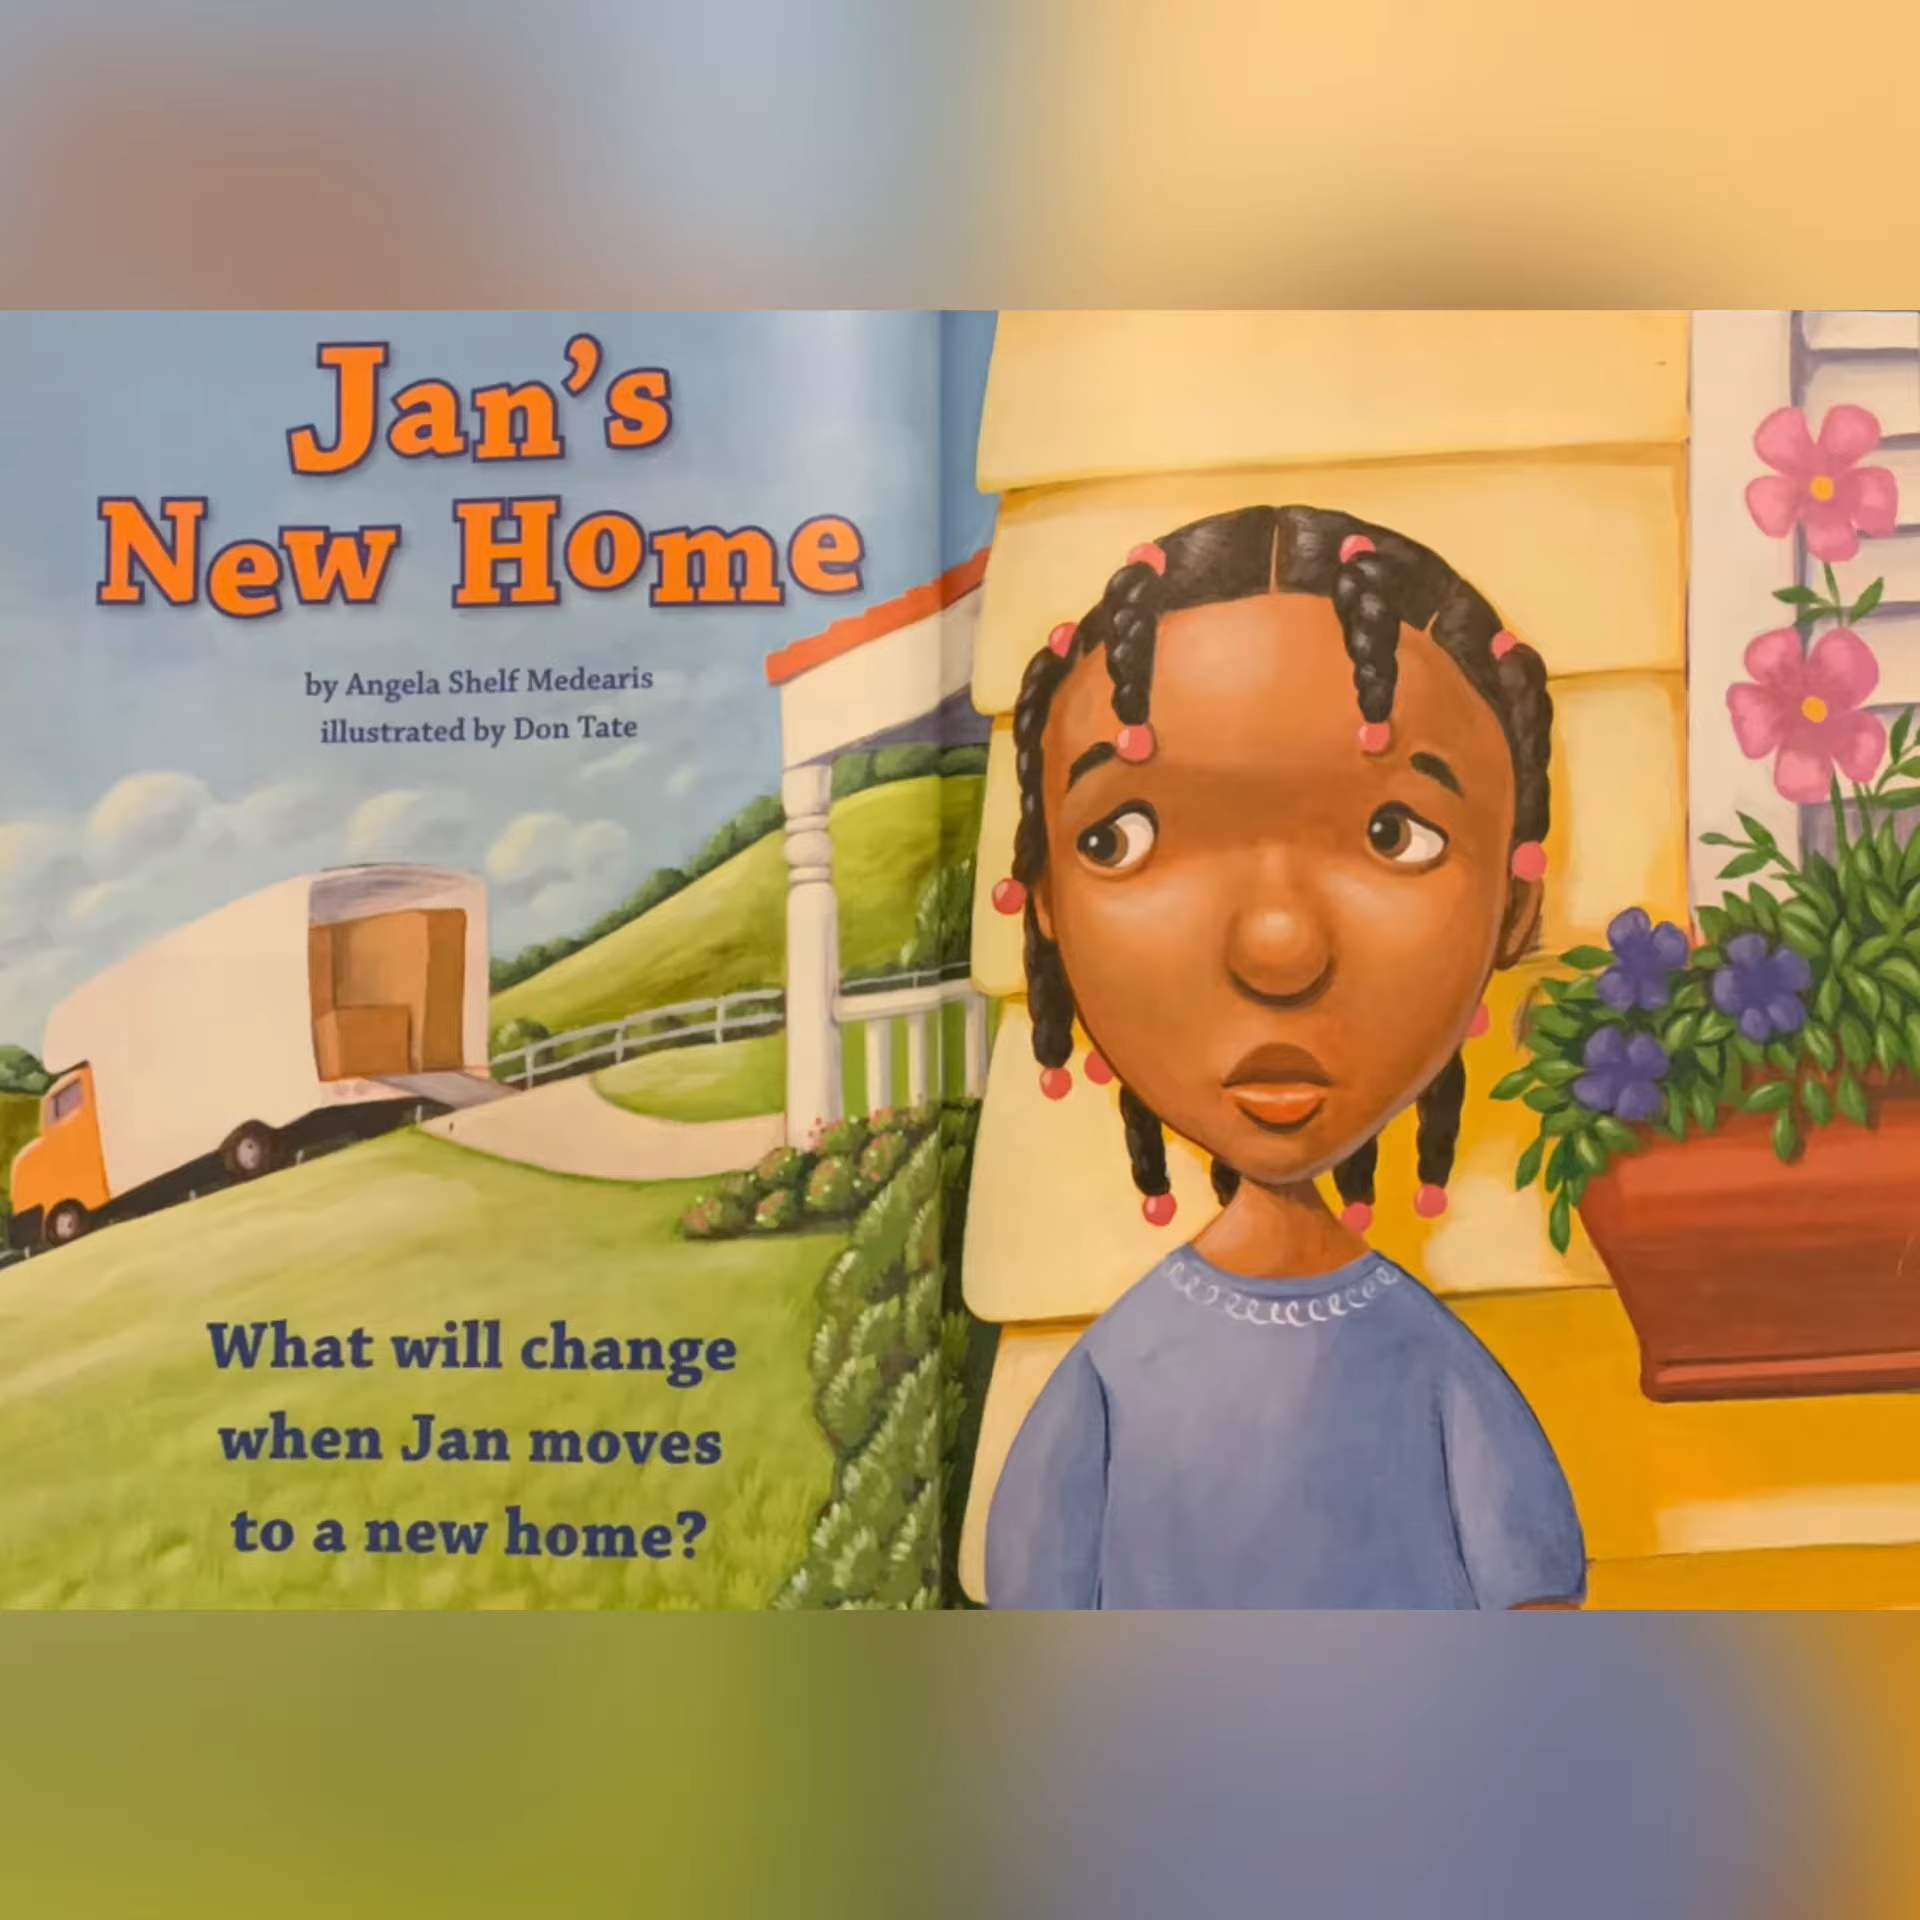 Jan’s
New Home
by Angela Shelf Medearis
illustrated by Don Tate
What will change
when Jan moves
to a new home?